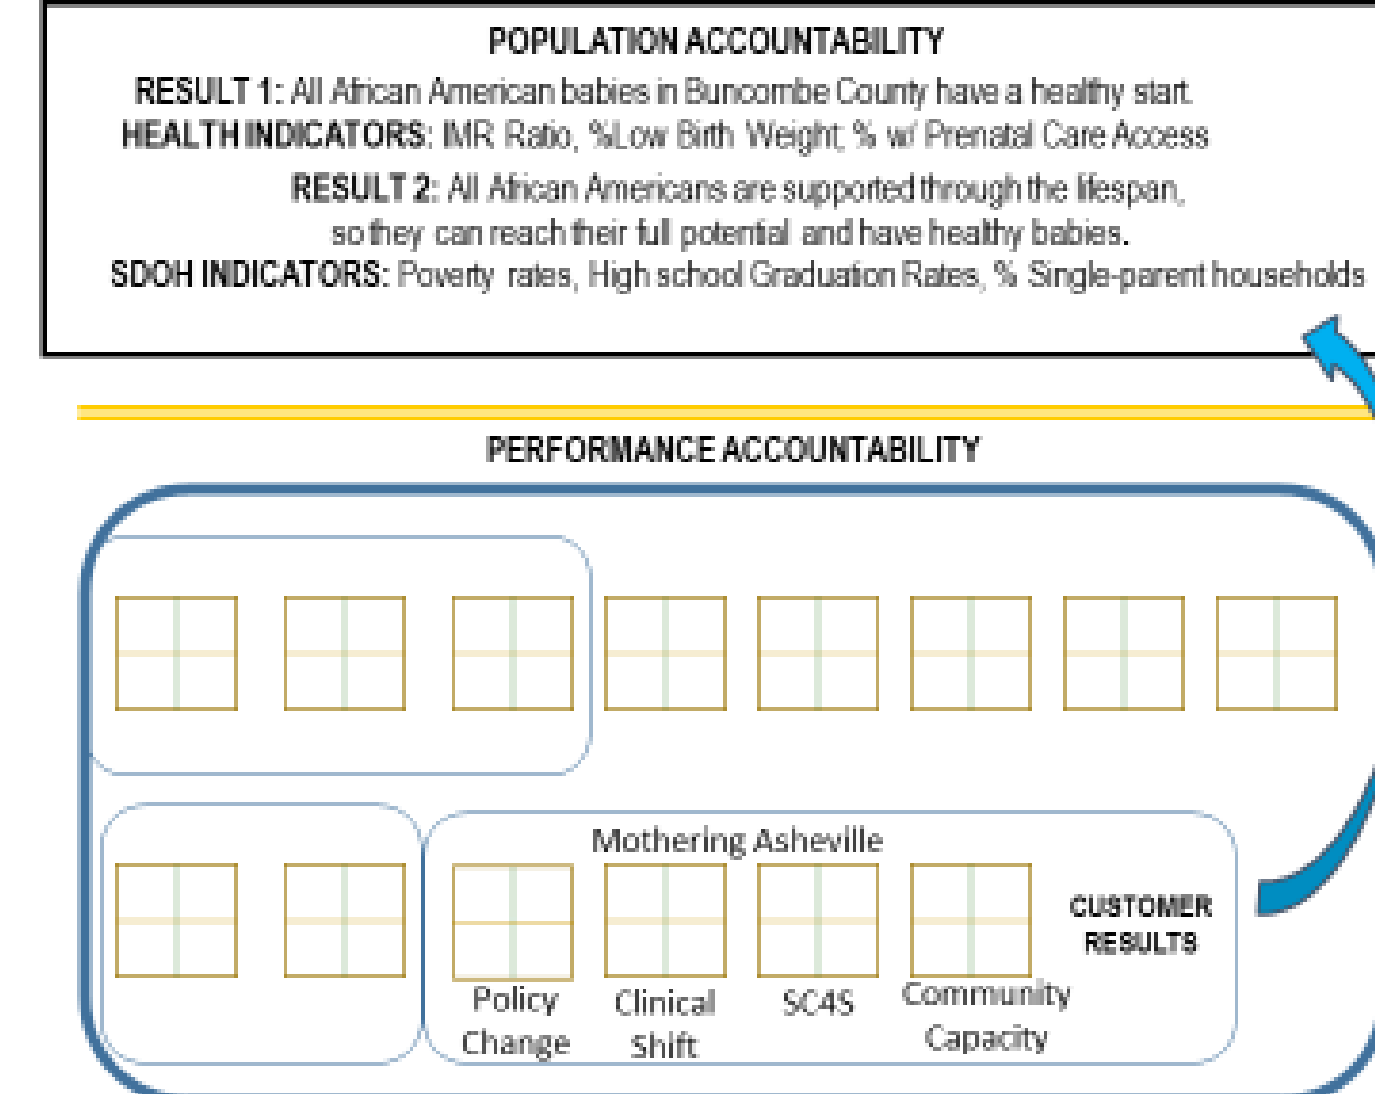 POPULATION ACCOUNTABILITY
RESULT 1: All African American babies in Buncombe County have a healthy start.
HEALTH INDICATORS: IMR Ratio, %Low Birth Weight; % w/ Prenatal Care Access
RESULT 2: All African Americans are supported through the lifespan,
so they can reach their full potential and have healthy babies.
SDOH INDICATORS: Poverty rates, High school Graduation Rates, % Single-parent households
PERFORMANCE ACCOUNTABILITY
Mothering Asheville
CUSTOMER
RESULTS
Policy
Change
Clinical
Shift
SC4S
Community
Capacity